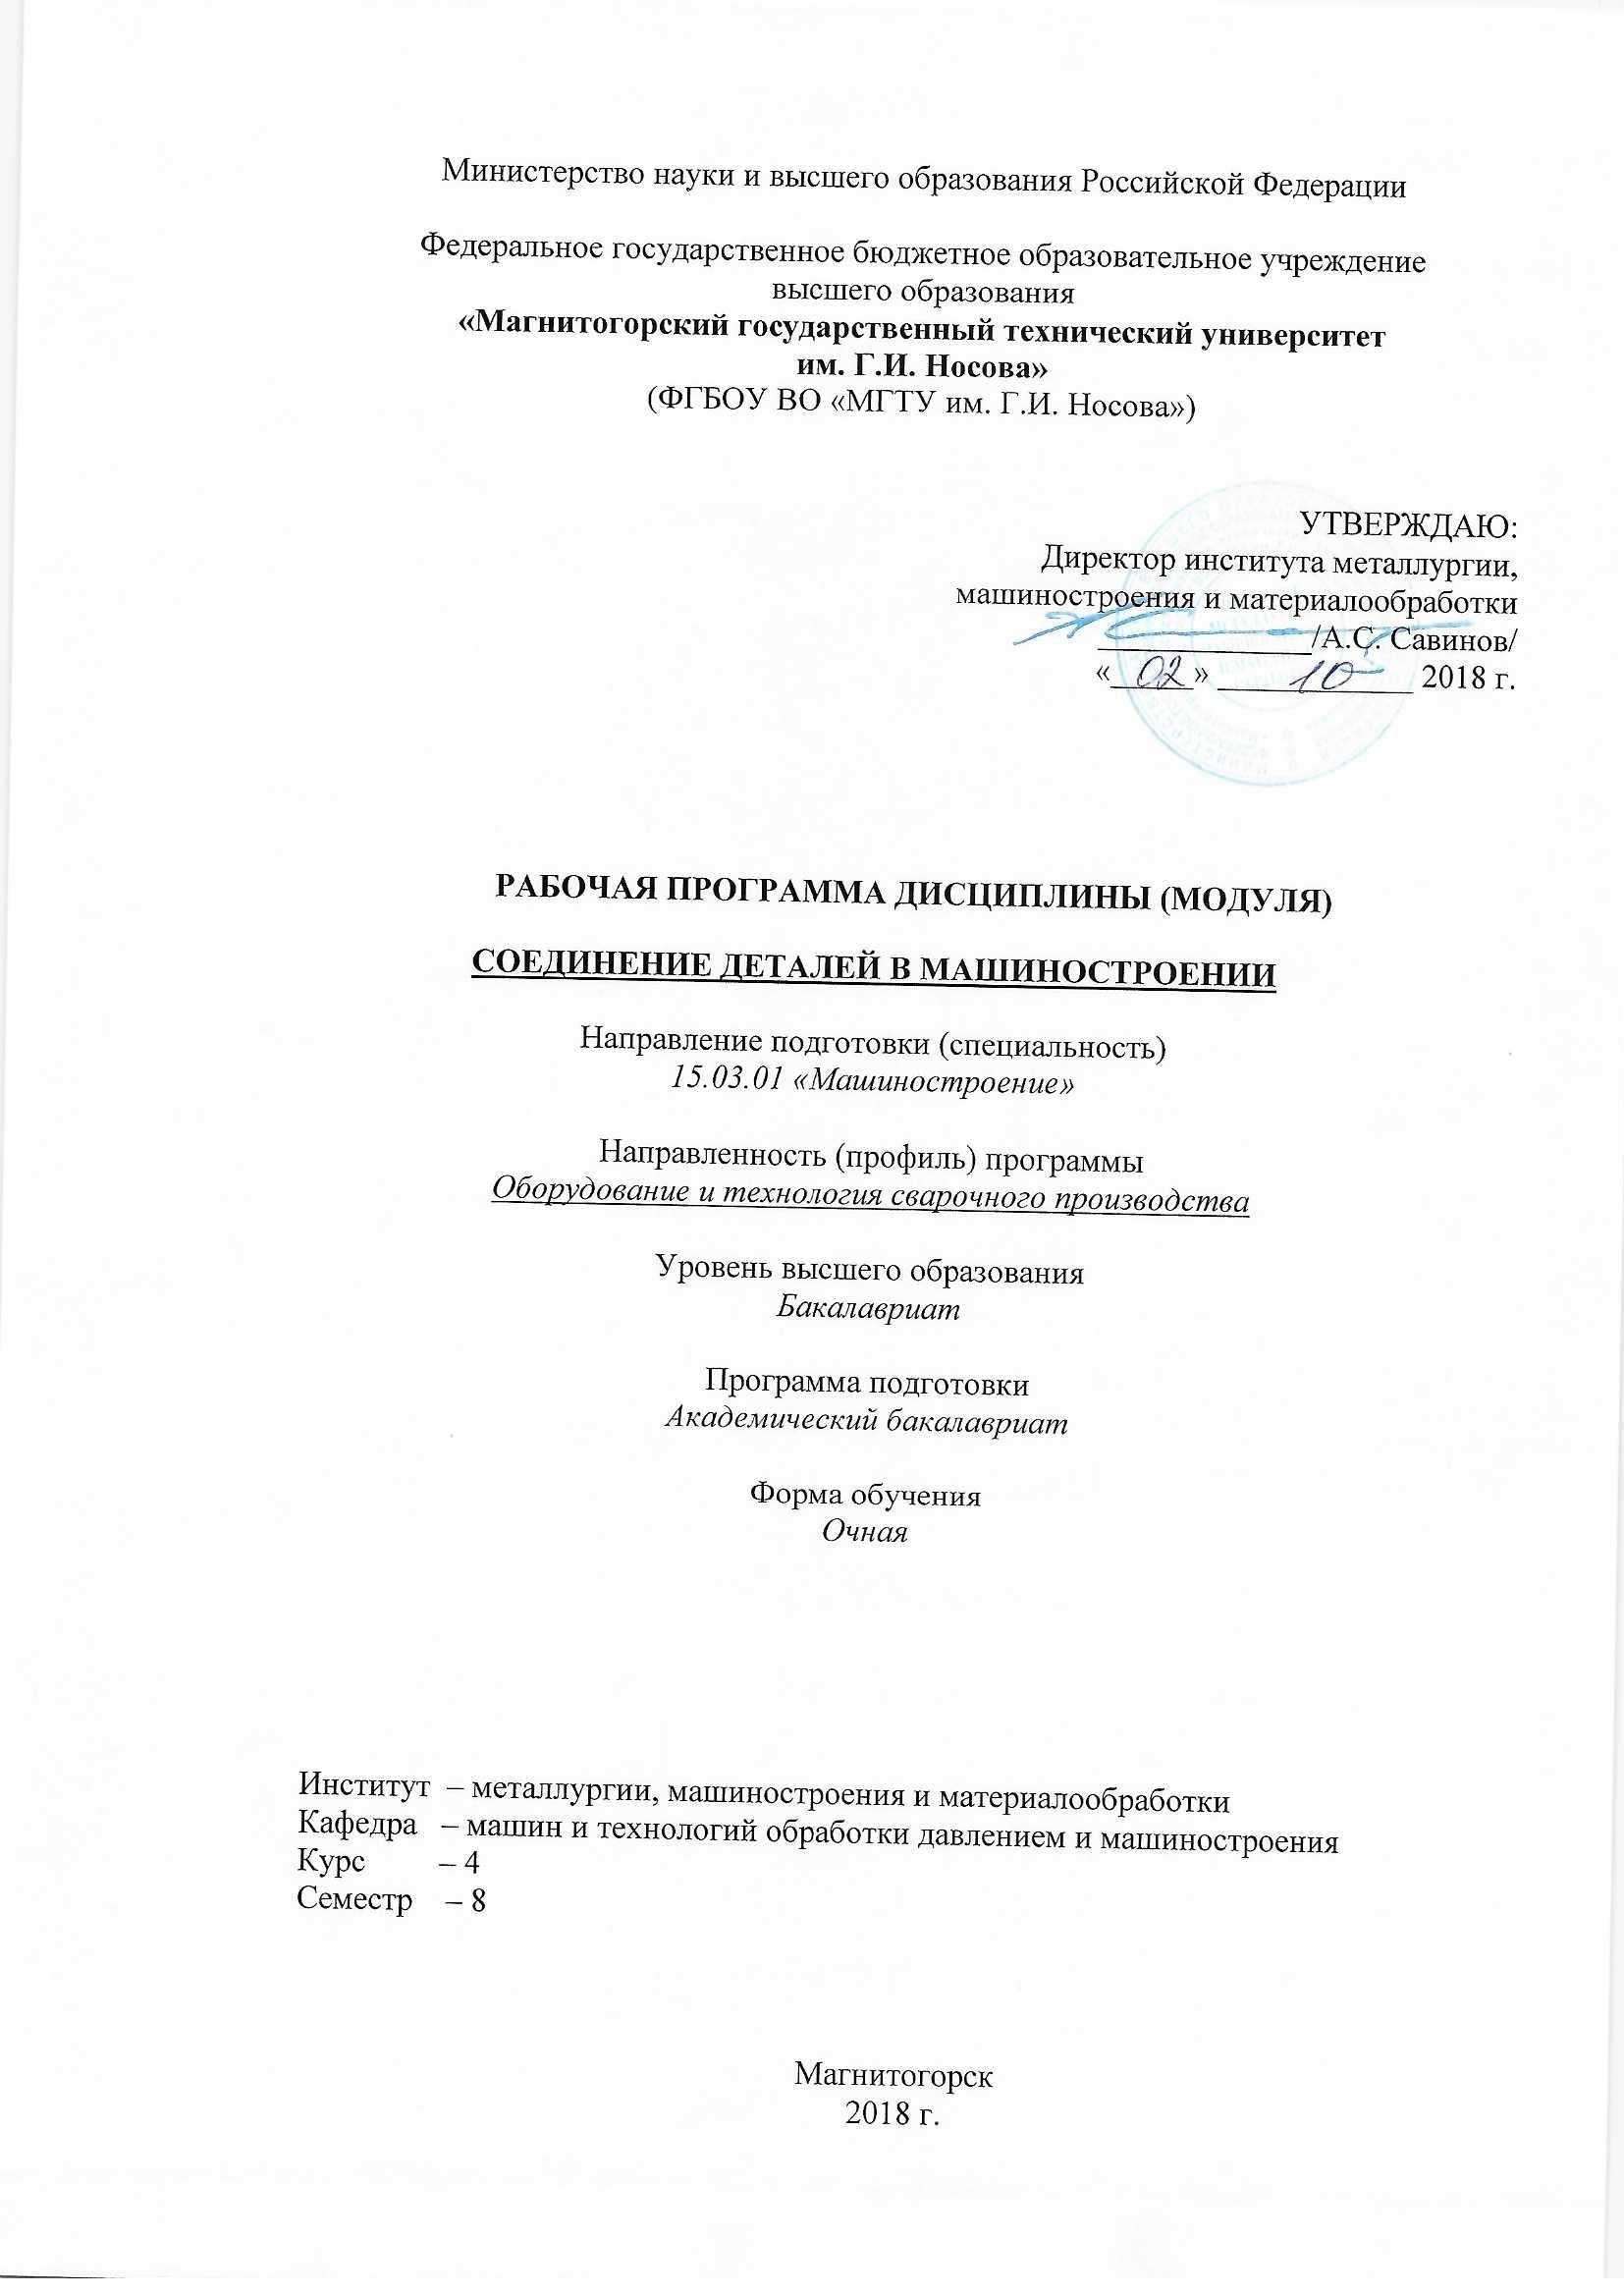 Министерство науки и высшего образования Российской Федерации
Федеральное государственное бюджетное образовательное учреждение
высшего образования
«Магнитогорский государственный технический университет
им. Г.И. Носова»
(ФГБОУ ВО «МГТУ им. Г.И. Носова»)
УТВЕРЖДАЮ:
Директор института металлургии,
машиностроения и материалообработки
_____________/А.С. Савинов/
«_02_» ____10____ 2018 г.
РАБОЧАЯ ПРОГРАММА ДИСЦИПЛИНЫ (МОДУЛЯ)
СОЕДИНЕНИЕ ДЕТАЛЕЙ В МАШИНОСТРОЕНИИ
Направление подготовки (специальность)
15.03.01 «Машиностроение»
Направленность (профиль) программы
Оборудование и технология сварочного производства
Уровень высшего образования
Бакалавриат
Программа подготовки
Академический бакалавриат
Форма обучения
Очная
Институт – металлургии, машиностроения и материалообработки
Кафедра – машин и технологий обработки давлением и машиностроения
Курс – 4
Семестр – 8
Магнитогорск
2018 г.